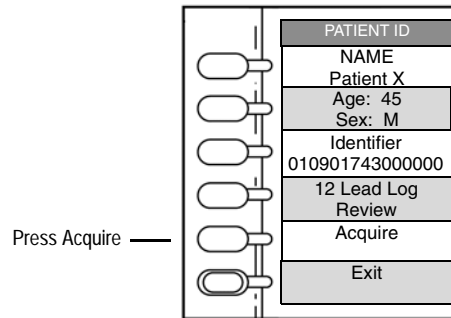 PATIENT ID
NAME
Patient X
Age: 45
Sex: M
Identifier
010901743000000
12 Lead Log
Review
Press Acquire
Acquire
Exit